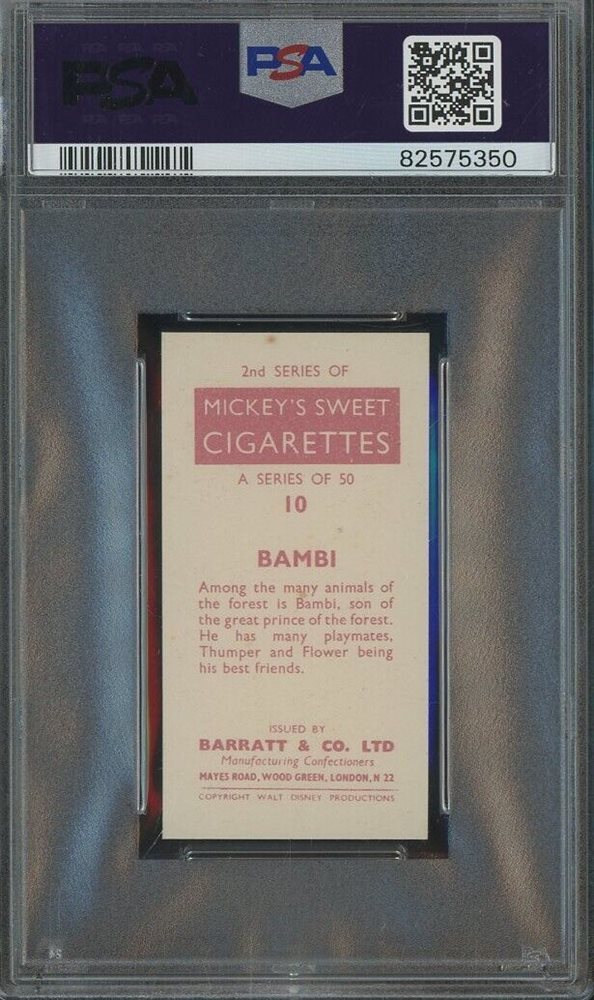 PSA
PSA
82575350
2nd SERIES OF
MICKEY'S SWEET
CIGARETTES
A SERIES OF 50
10
BAMBI
Among the many animals of
the forest is Bambi, son of
the great prince of the forest.
He has many playmates,
Thumper and Flower being
his best friends.
ISSUED BY
BARRATT & CO. LTD
Manufacturing Confectioners
MAYES ROAD, WOOD GREEN, LONDON, N 22
COPYRIGHT WALT DISNEY PRODUCTIONS